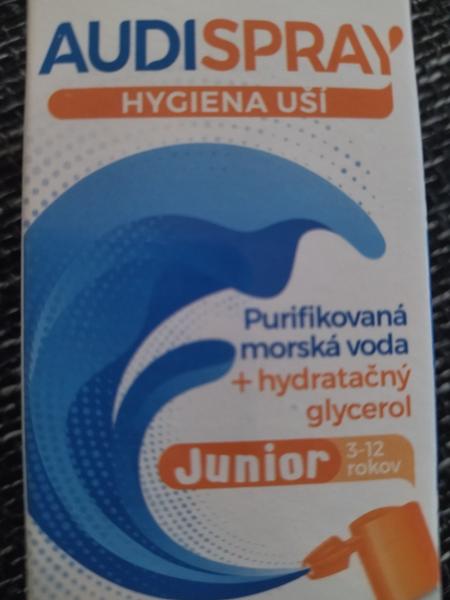 AUDISPRAY
HYGIENA UŠÍ
Purifikovaná
morská voda
+ hydratačný
glycerol
Junior
3-12
rokov